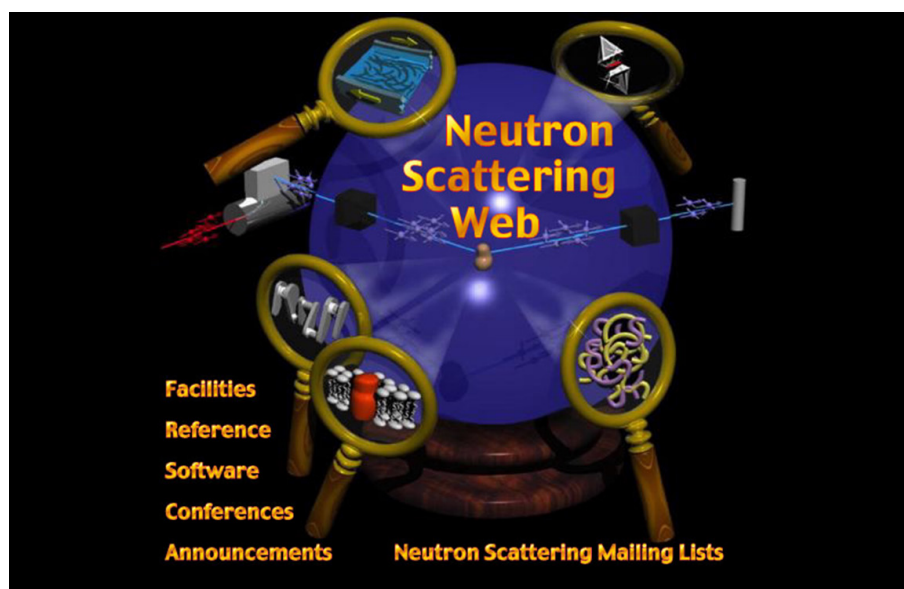 Neutron
Scattering
Web
Facilities
Reference
Software
Conferences
Announcements
Neutron Scattering Mailing Lists